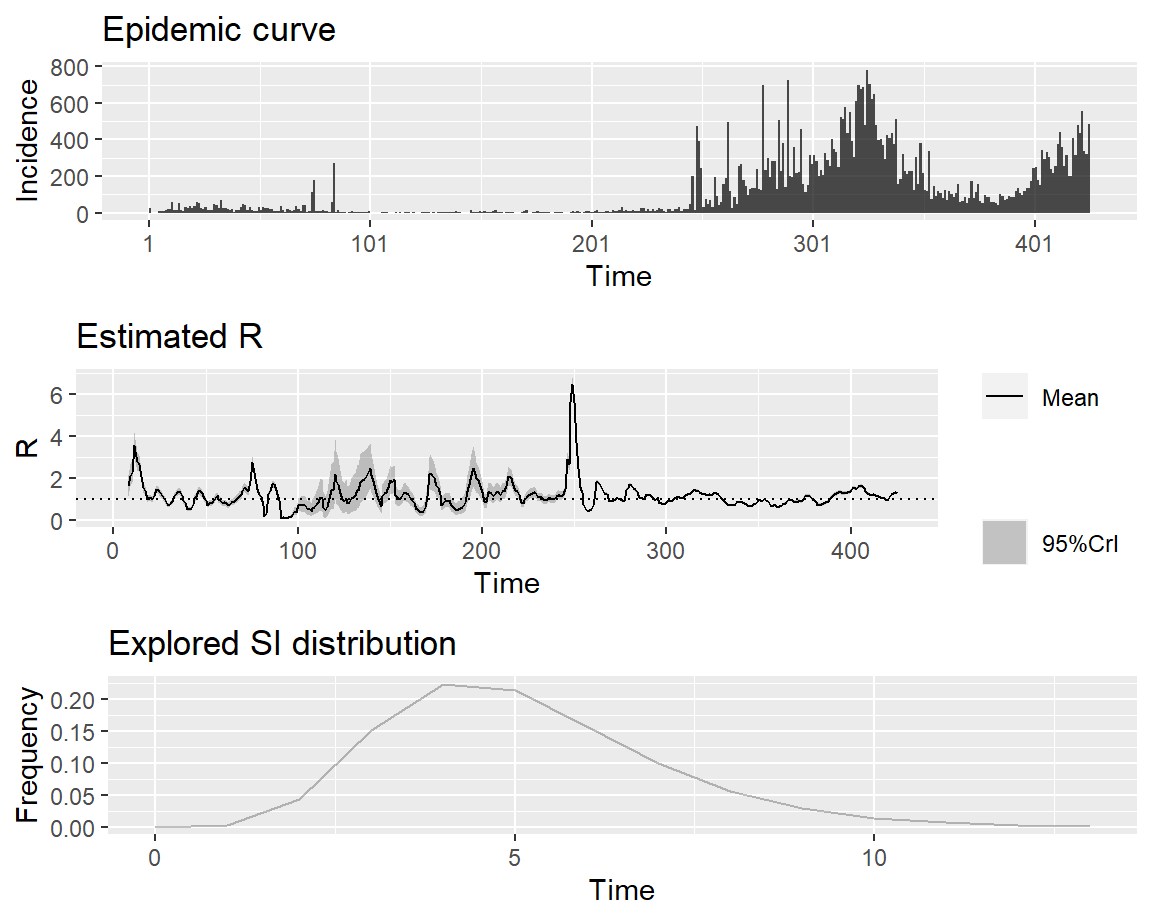 Epidemic curve
800
600
400
200
0
Incidence
1 101 201 301 401
Time
Estimated R
6
4
2
0
R
0 100 200 300 400
Time
Mean
95%CrI
Explored SI distribution
0.20
0.15
0.10
0.05
0.00
Frequency
0 5 10
Time